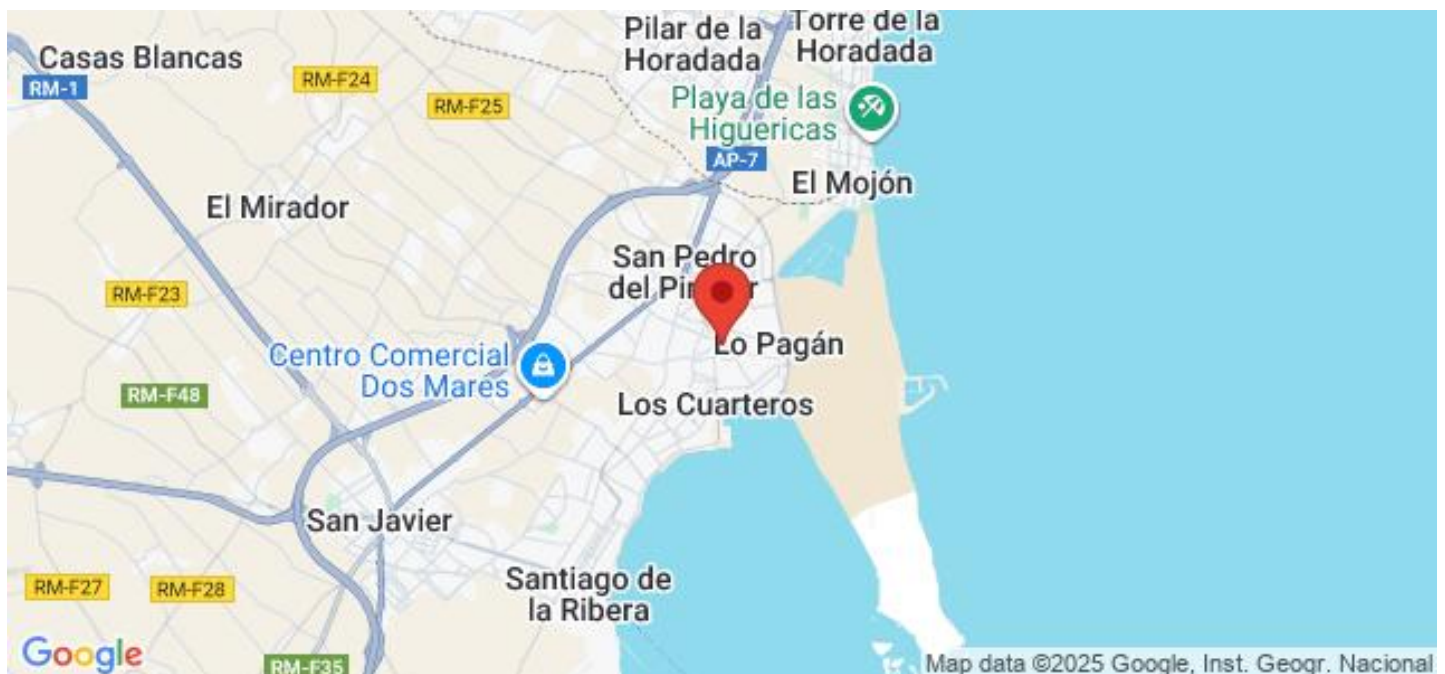 Pilar de la
Horadada
Torre de la
Horadada
Casas Blancas
RM-1
RM-F24
RM-F25
Playa de las
Higuericas
AP-7
El Mojón
El Mirador
San Pedro
del Pin r
RM-F23
Lo Pagán
Centro Comercial
Dos Mares
RM-F48
Los Cuarteros
San Javier
Santiago de
la Ribera
RM-F27
RM-F28
RM-F35
Google
Map data ©2025 Google, Inst. Geogr. Nacional